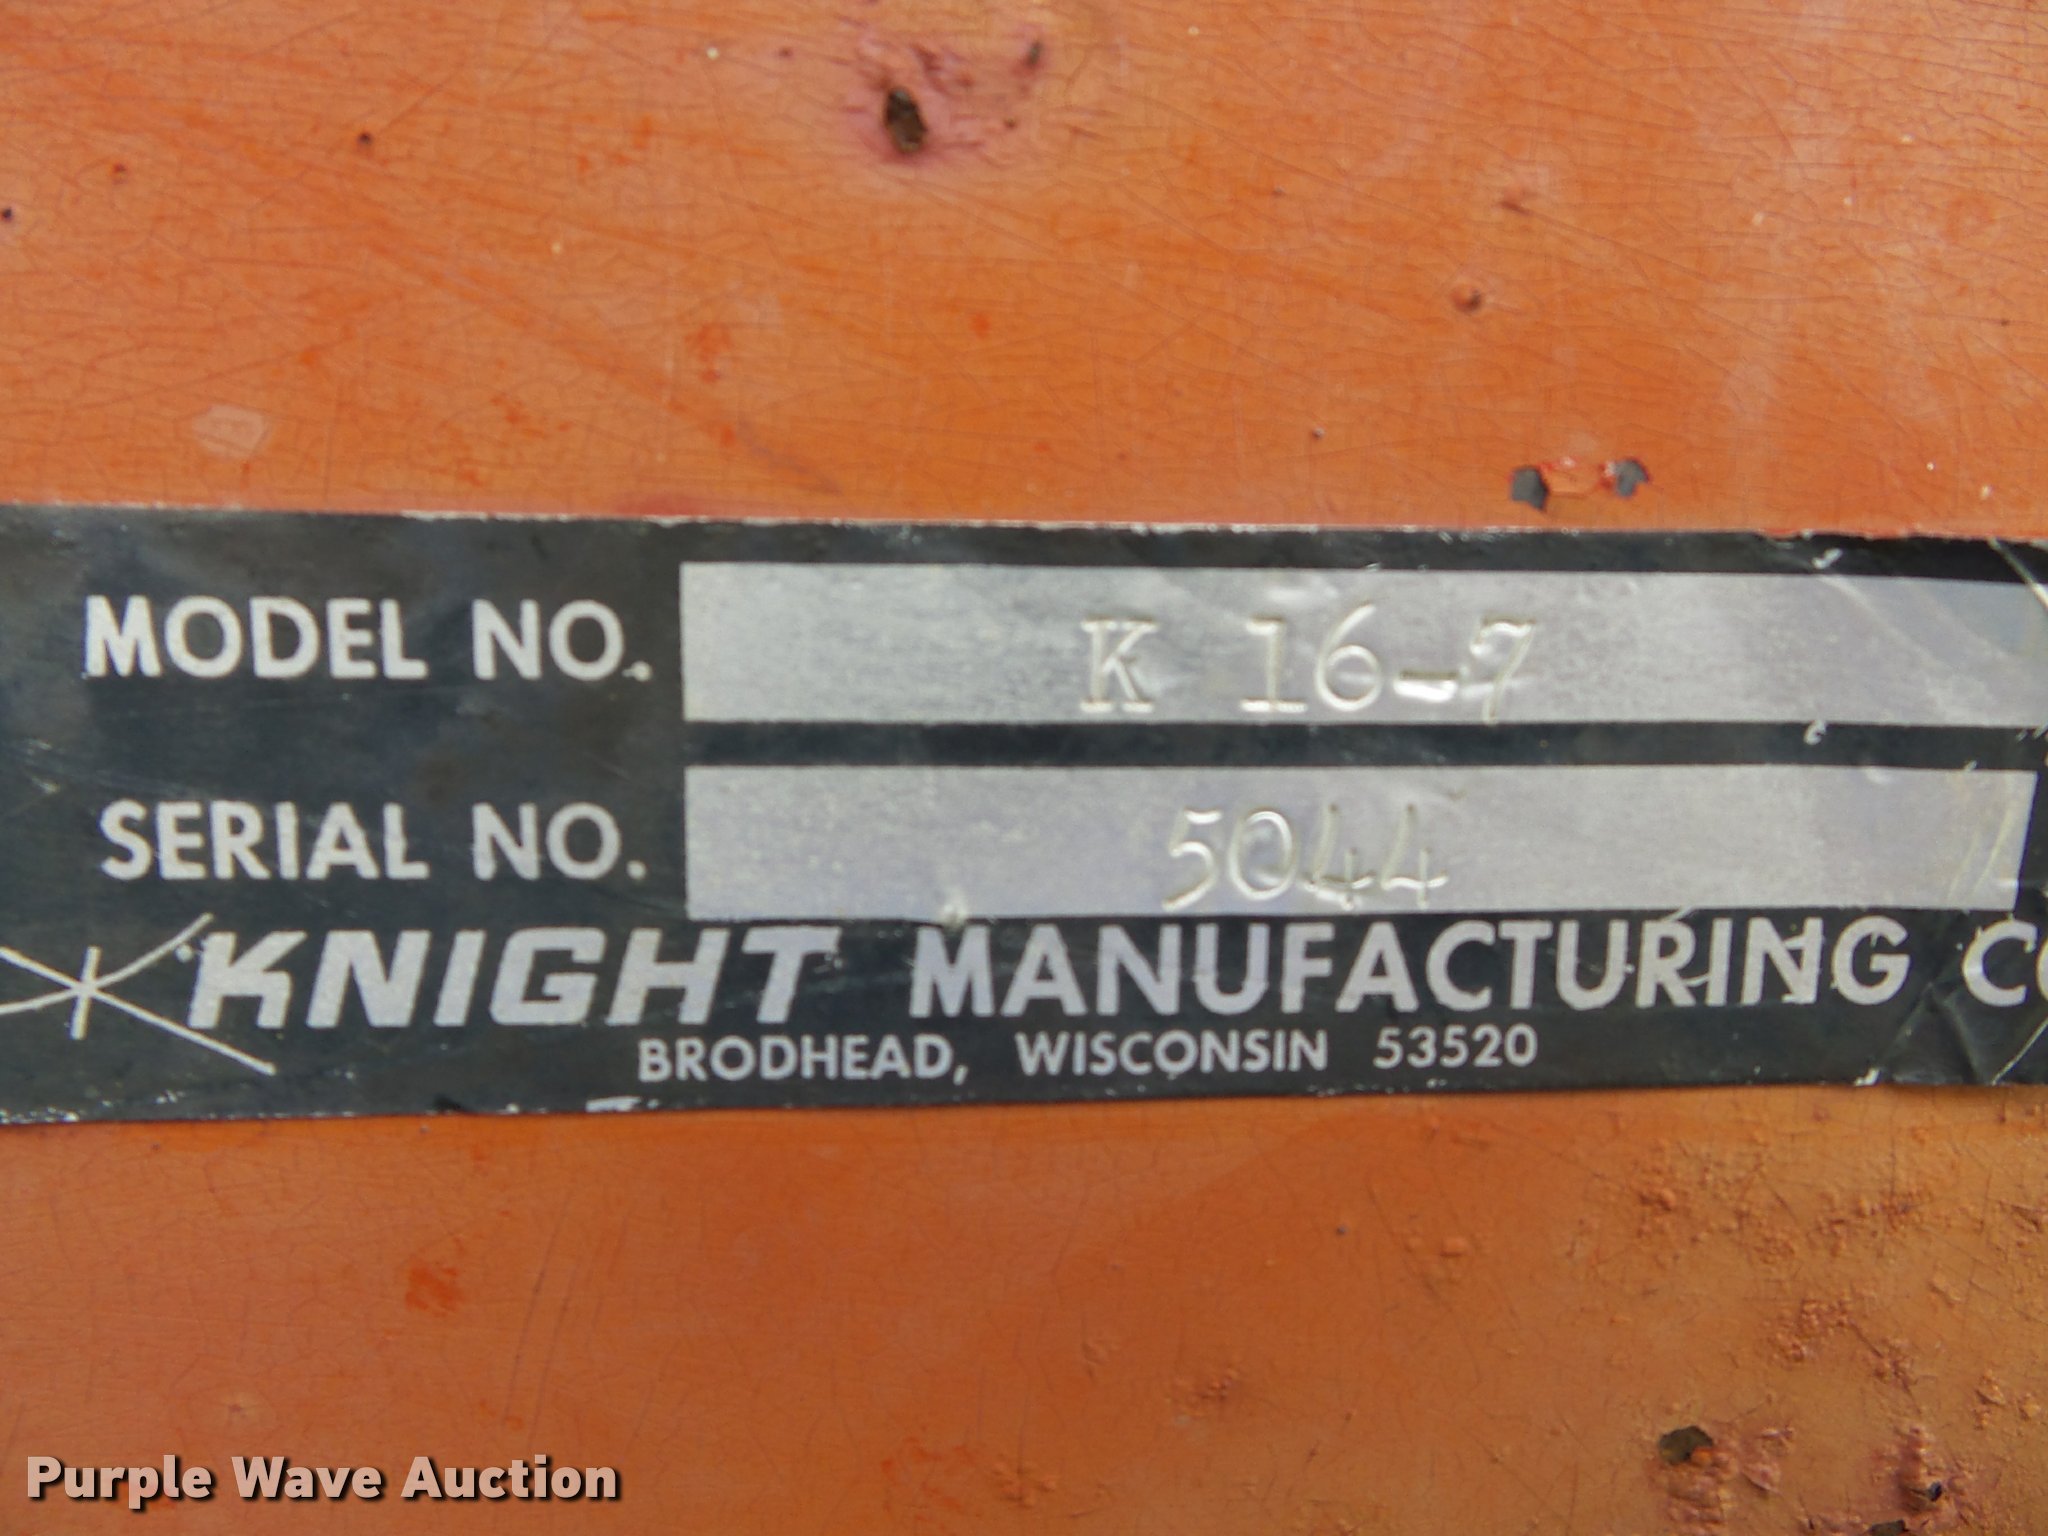 MODEL NO. K 16-7
SERIAL NO. 5044
KNIGHT MANUFACTURING
BRODHEAD, WISCONSIN 53520
Purple Wave Auction